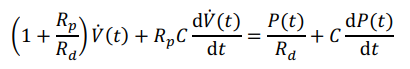 (1 + R_p/R_d) V̇(t) + R_p C dV̇(t)/dt = P(t)/R_d + C dP(t)/dt